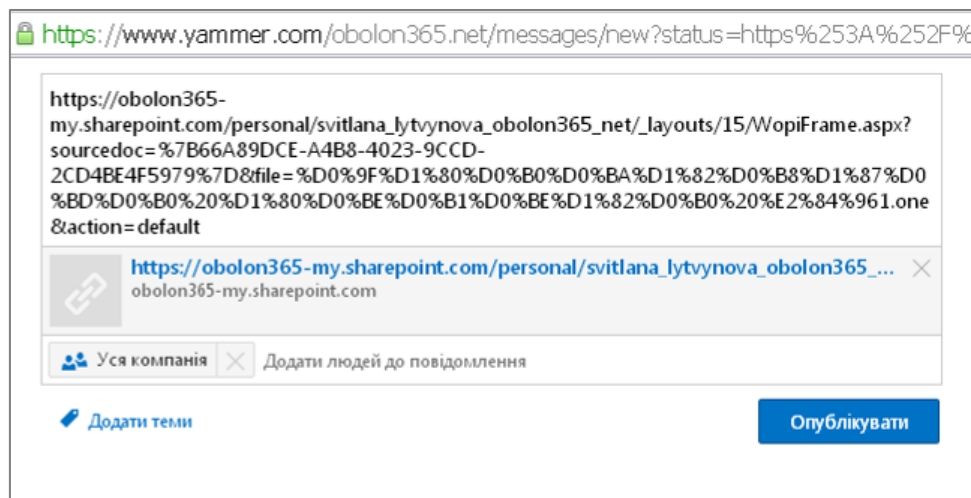 https://www.yammer.com/obolon365.net/messages/new?status=https%253A%252F%
https://obolon365-
my.sharepoint.com/personal/svitlana_lytvynova_obolon365_net/_layouts/15/WopiFrame.aspx?
sourcedoc=%7B66A89DCE-A4B8-4023-9CCD-
2CD4BE4F5979%7D&file=%D0%9F%D1%80%D0%B0%D0%BA%D1%82%D0%B8%D1%87%D0
%BD%D0%B0%20%D1%80%D0%BE%D0%B1%D0%BE%D1%82%D0%B0%20%E2%84%961.one
&action=default
https://obolon365-my.sharepoint.com/personal/svitlana_lytvynova_obolon365_...
obolon365-my.sharepoint.com
Уся компанія Додати людей до повідомлення
Додати теми Опублікувати